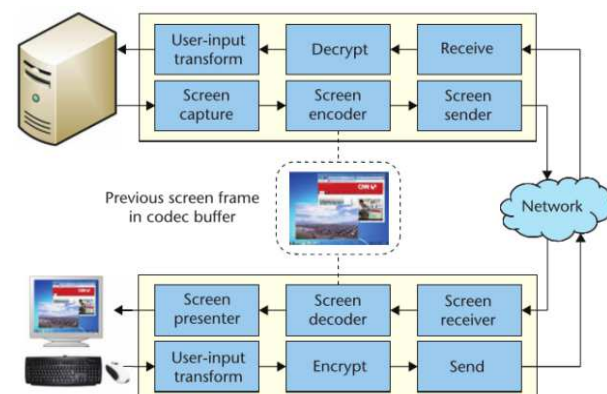 User-input
transform
Decrypt
Receive
Screen
capture
Screen
encoder
Screen
sender
Previous screen frame
in codec buffer
CNN
Network
Screen
presenter
Screen
decoder
Screen
receiver
User-input
transform
Encrypt
Send